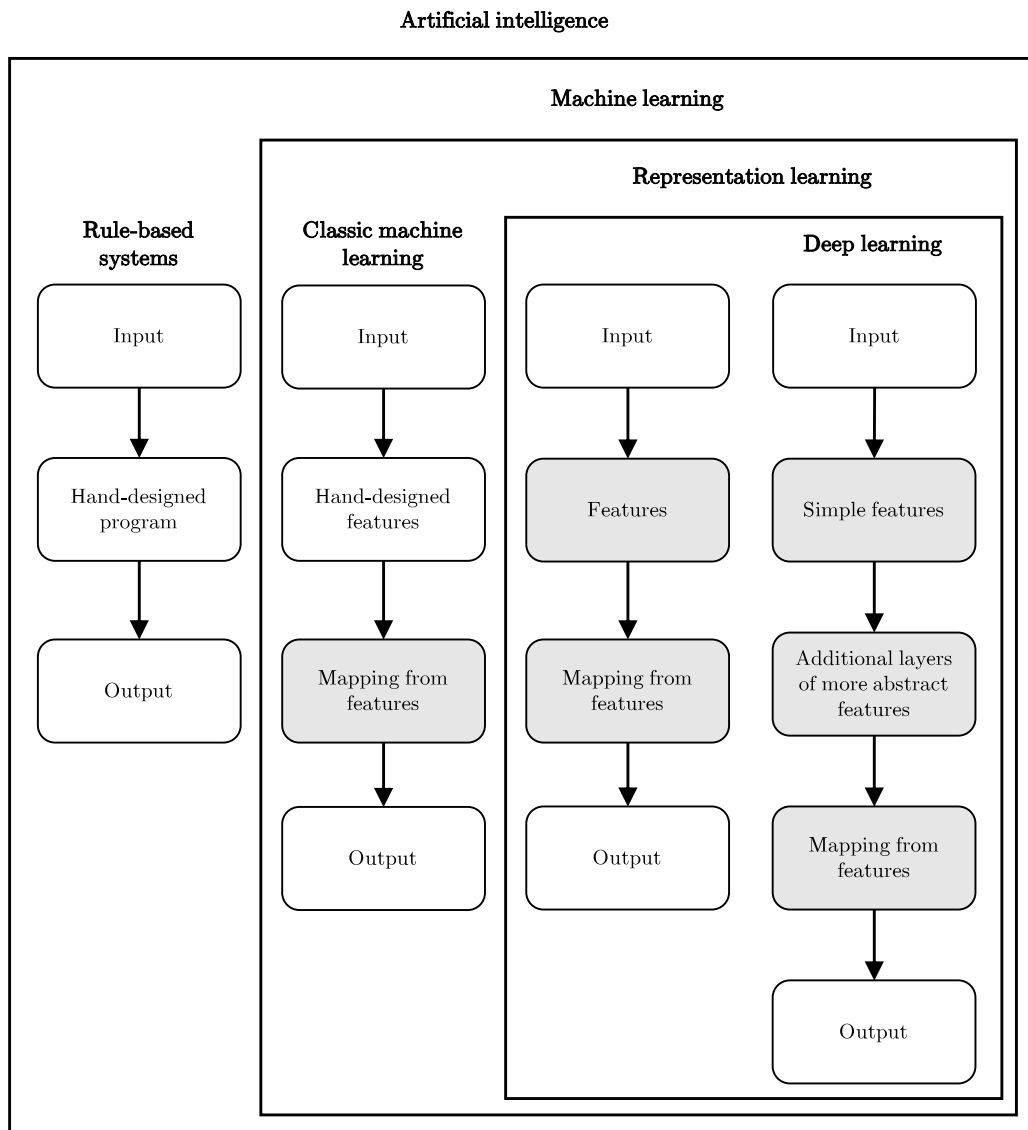 Artificial intelligence
Machine learning
Representation learning
Rule-based
systems
Input
Hand-designed
program
Output
Classic machine
learning
Input
Hand-designed
features
Mapping from
features
Output
Input
Features
Mapping from
features
Output
Deep learning
Input
Simple features
Additional layers
of more abstract
features
Mapping from
features
Output